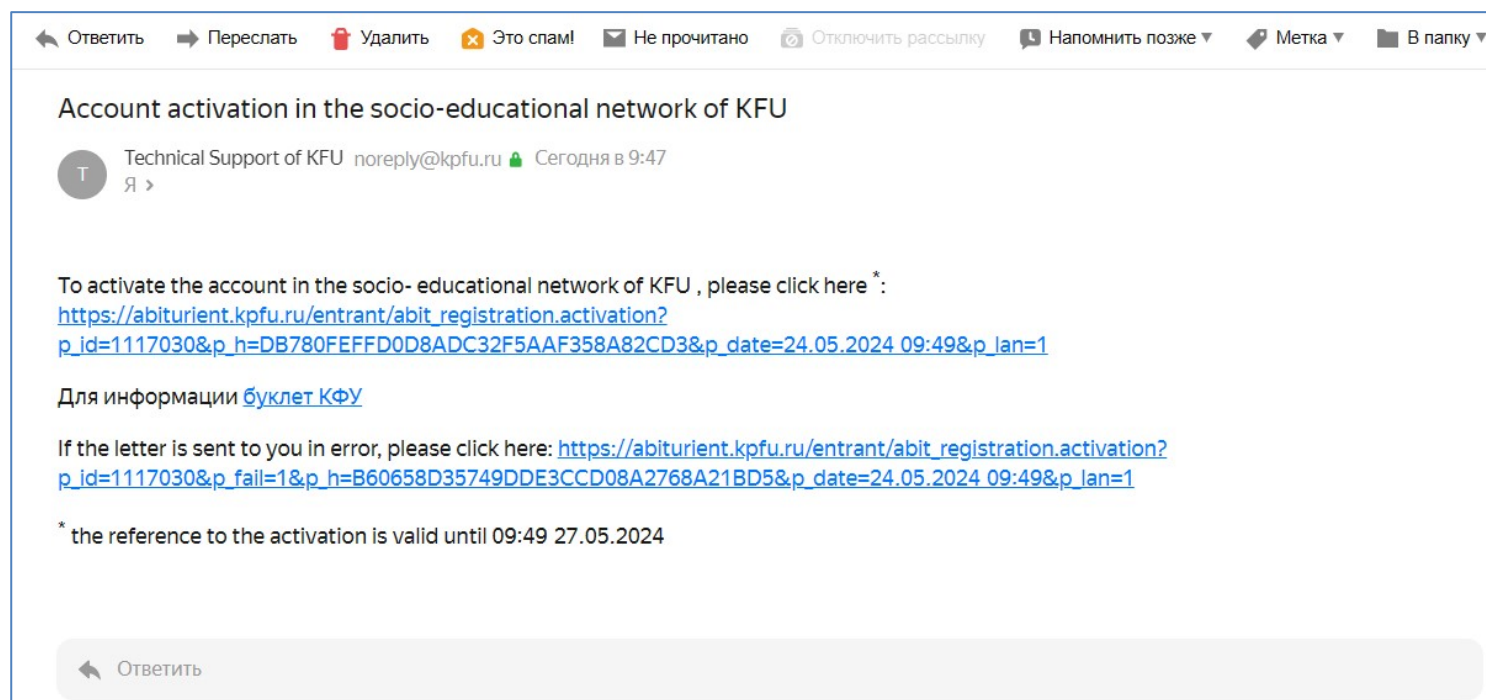 Ответить Переслать Удалить Это спам! Не прочитано Отключить рассылку Напомнить позже Метка В папку
Account activation in the socio-educational network of KFU
T
Technical Support of KFU noreply@kpfu.ru Сегодня в 9:47
Я >
To activate the account in the socio- educational network of KFU , please click here *:
https://abiturient.kpfu.ru/entrant/abit_registration.activation?
p_id=1117030&p_h=DB780FEFFD0D8ADC32F5AAF358A82CD3&p_date=24.05.2024 09:49&p_lan=1
Для информации буклет КФУ
If the letter is sent to you in error, please click here: https://abiturient.kpfu.ru/entrant/abit_registration.activation?
p_id=1117030&p_fail=1&p_h=B60658D35749DDE3CCD08A2768A21BD5&p_date=24.05.2024 09:49&p_lan=1
* the reference to the activation is valid until 09:49 27.05.2024
Ответить